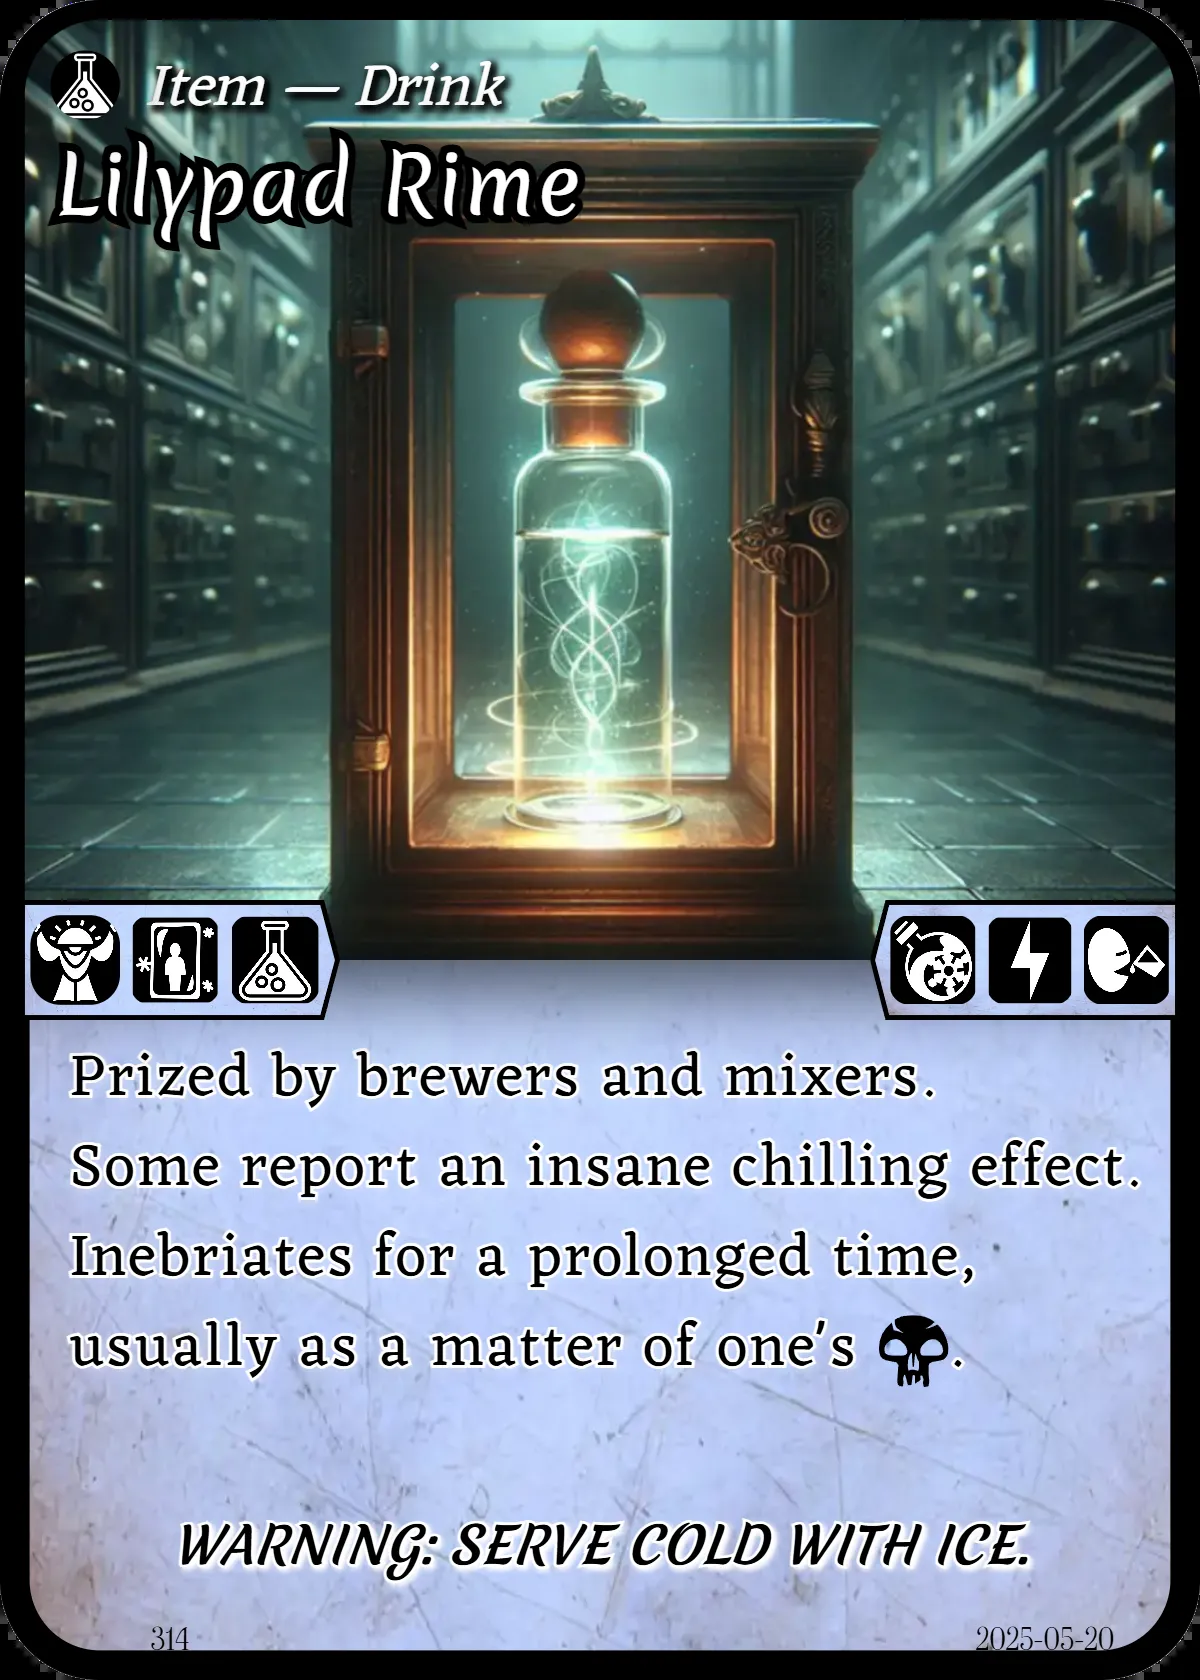 Item — Drink
Lilypad Rime
Prized by brewers and mixers.
Some report an insane chilling effect.
Inebriates for a prolonged time,
usually as a matter of one's .
WARNING: SERVE COLD WITH ICE.
314
2025-05-20